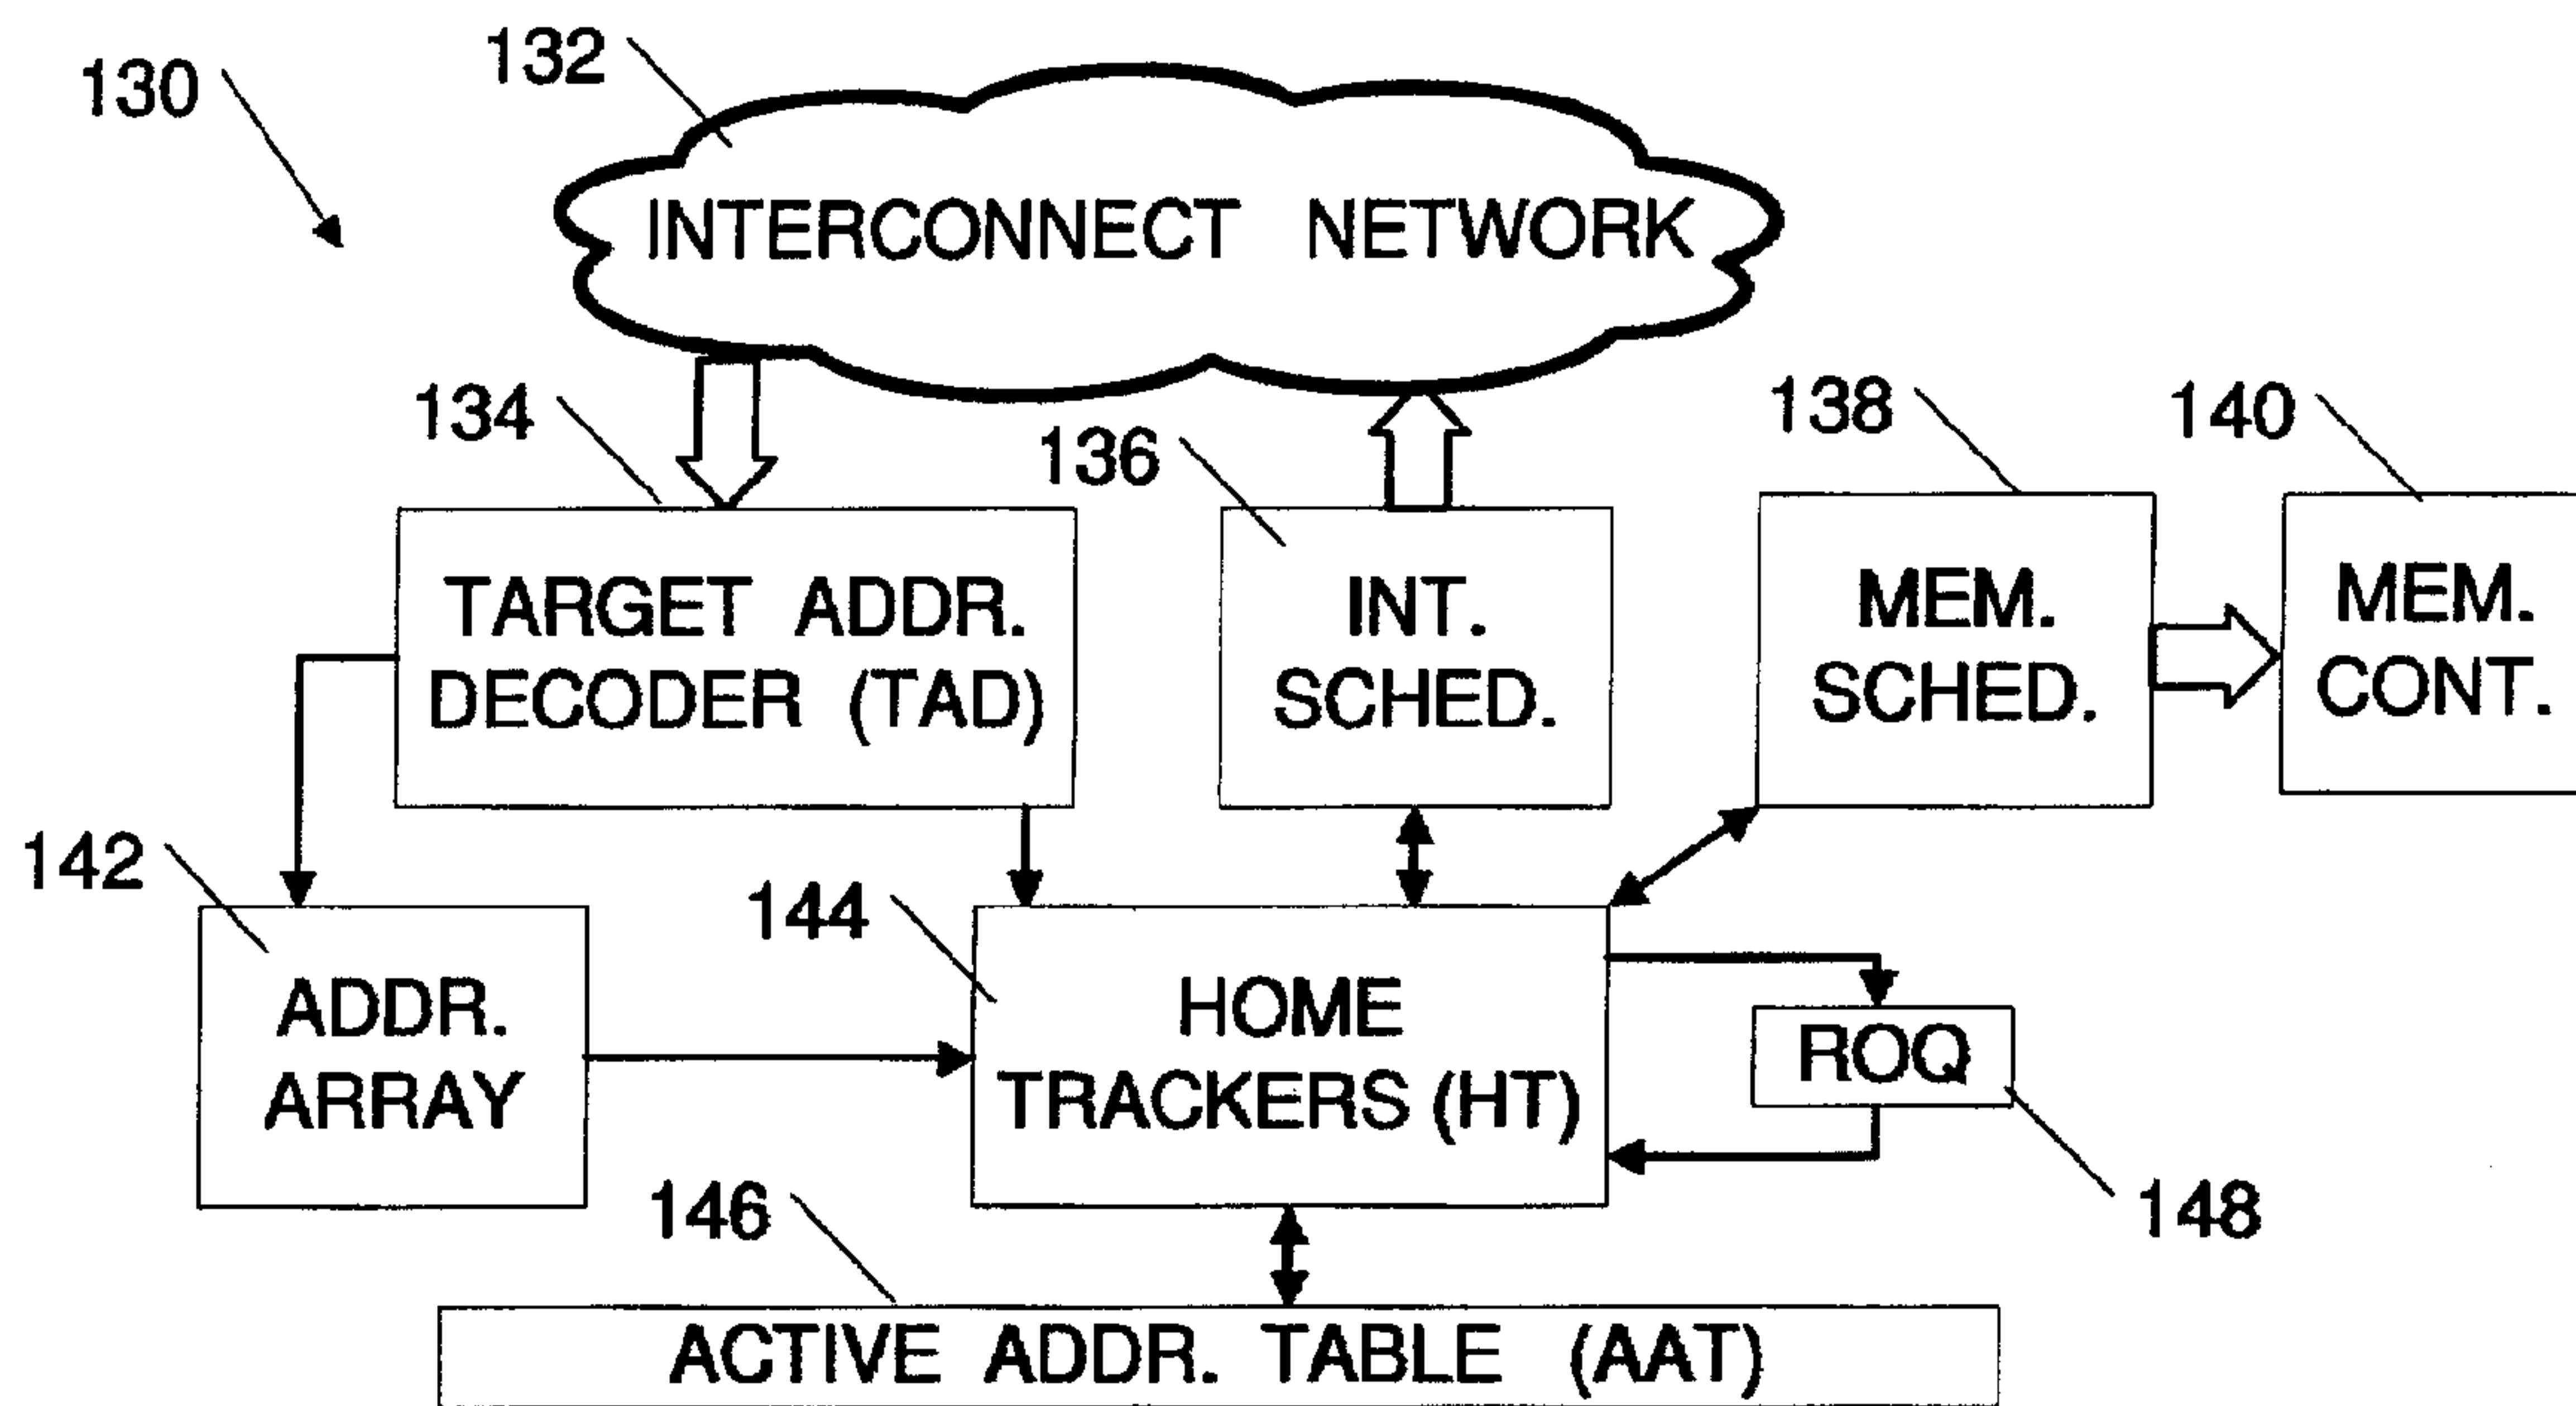 130
132
INTERCONNECT NETWORK
134
136
138
140
TARGET ADDR.
DECODER (TAD)
INT.
SCHED.
MEM.
SCHED.
MEM.
CONT.
142
144
ADDR.
ARRAY
HOME
TRACKERS (HT)
ROQ
146
148
ACTIVE ADDR. TABLE (AAT)